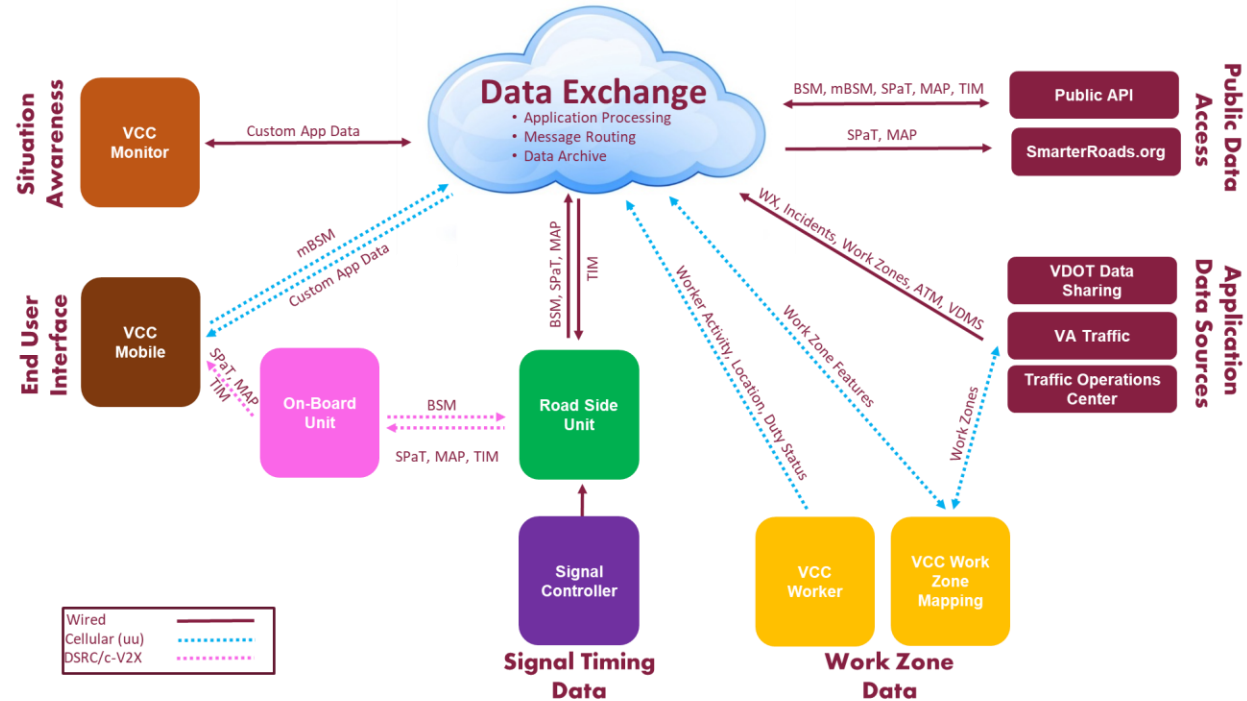 Situation
Awareness
VCC
Monitor
Custom App Data
Data Exchange
• Application Processing
• Message Routing
• Data Archive
BSM, mBSM, SPaT, MAP, TIM
SPaT, MAP
Public API
SmarterRoads.org
Public Data
Access
mBSM
Custom App Data
BSM, SPaT, MAP
TIM
WX, Incidents, Work Zones, ATM, VDMS
Worker Activity, Location, Duty Status
Work Zone Features
Work Zones
VDOT Data
Sharing
VA Traffic
Traffic Operations
Center
Application
Data Sources
End User
Interface
VCC
Mobile
SPaT, MAP
TIM
On-Board
Unit
BSM
SPaT, MAP, TIM
Road Side
Unit
Signal
Controller
VCC
Worker
VCC Work
Zone
Mapping
Wired
Cellular (uu)
DSRC/c-V2X
Signal Timing
Data
Work Zone
Data